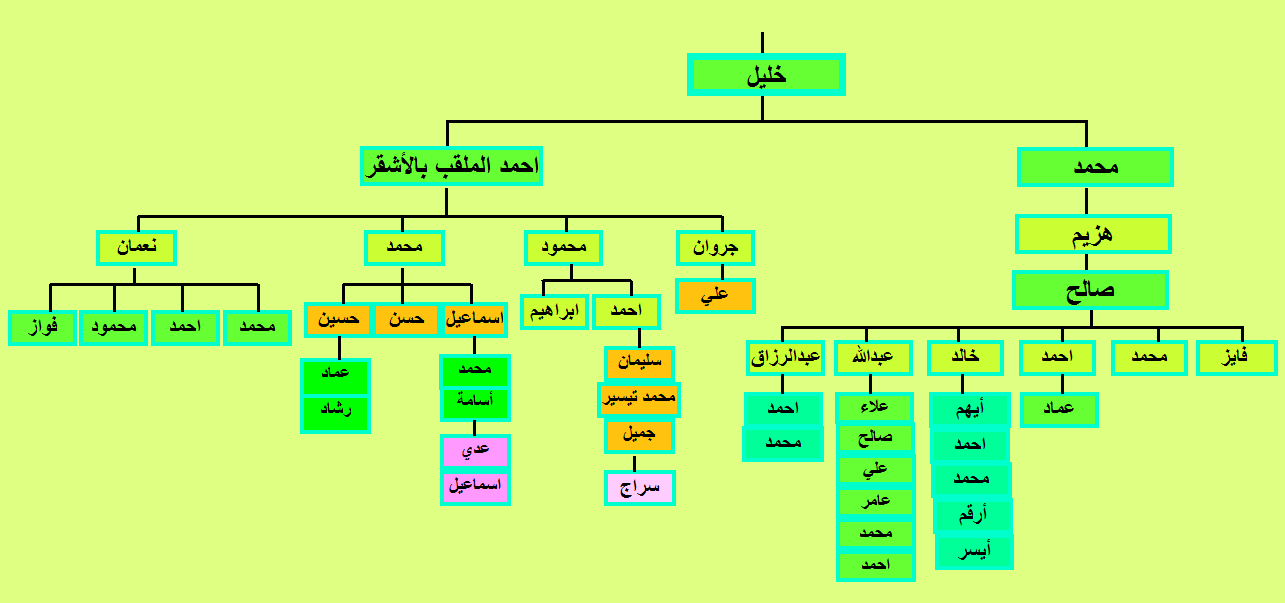 خليل
محمد
احمد الملقب بالأشقر
هزيم
صالح
جروان
محمود
محمد
نعمان
علي
احمد
ابراهيم
اسماعيل
حسن
حسين
محمد
احمد
محمود
فواز
فايز
محمد
احمد
خالد
عبدالله
عبدالرزاق
عماد
أيهم
احمد
محمد
أرقم
أيسر
علاء
صالح
علي
عامر
محمد
احمد
احمد
محمد
سليمان
محمد تيسير
جميل
سراج
محمد
أسامة
عدي
اسماعيل
عماد
رشاد